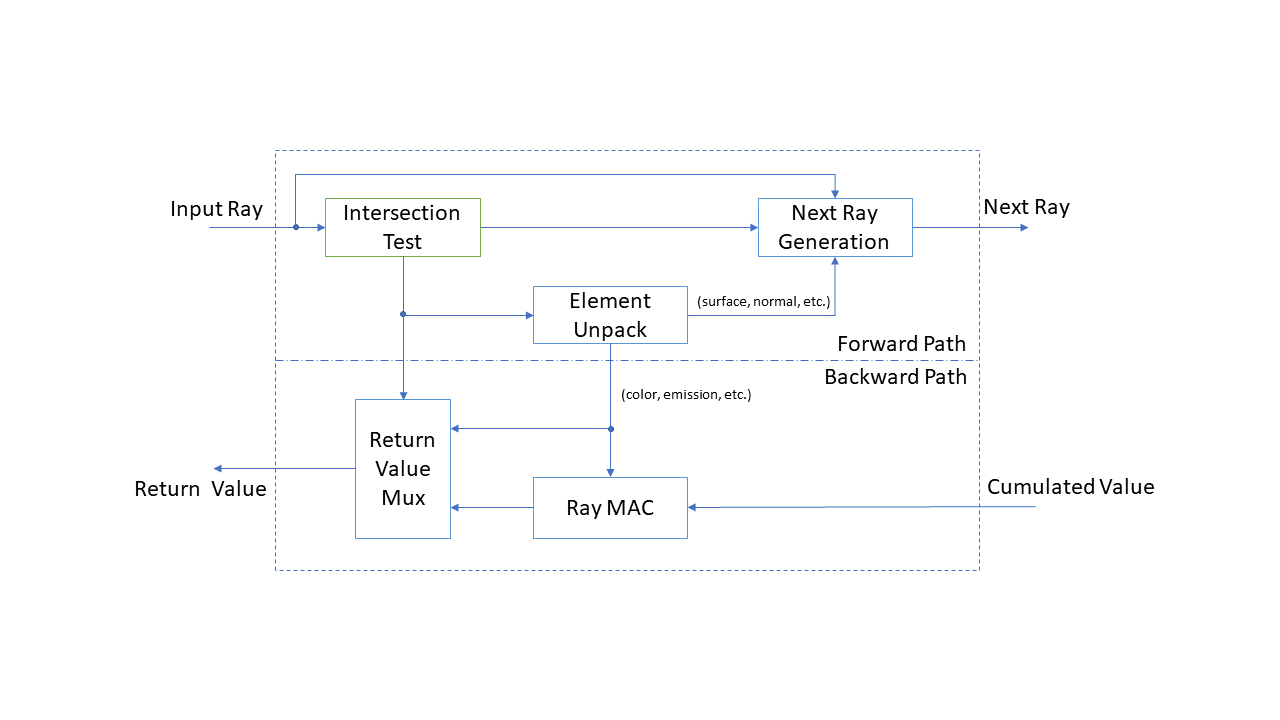 Input Ray
Intersection
Test
Next Ray
Generation
Next Ray
Element
Unpack
(surface, normal, etc.)
Forward Path
Backward Path
(color, emission, etc.)
Return
Value
Mux
Return  Value
Ray MAC
Cumulated Value